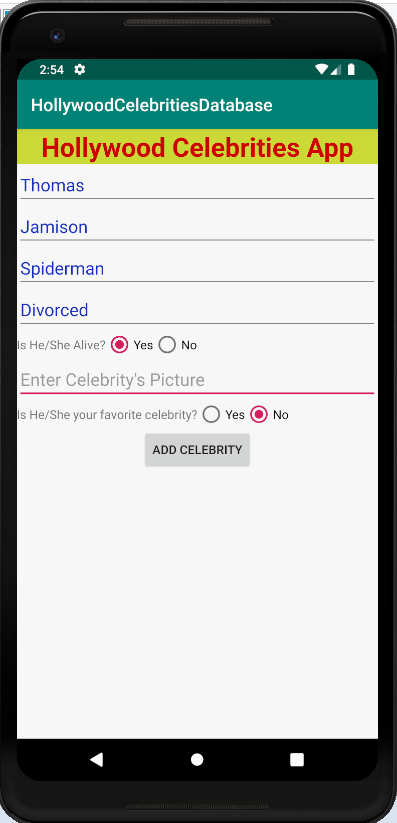 2:54
HollywoodCelebritiesDatabase
Hollywood Celebrities App
Thomas
Jamison
Spiderman
Divorced
Is He/She Alive? Yes No
Enter Celebrity's Picture
Is He/She your favorite celebrity? Yes No
ADD CELEBRITY